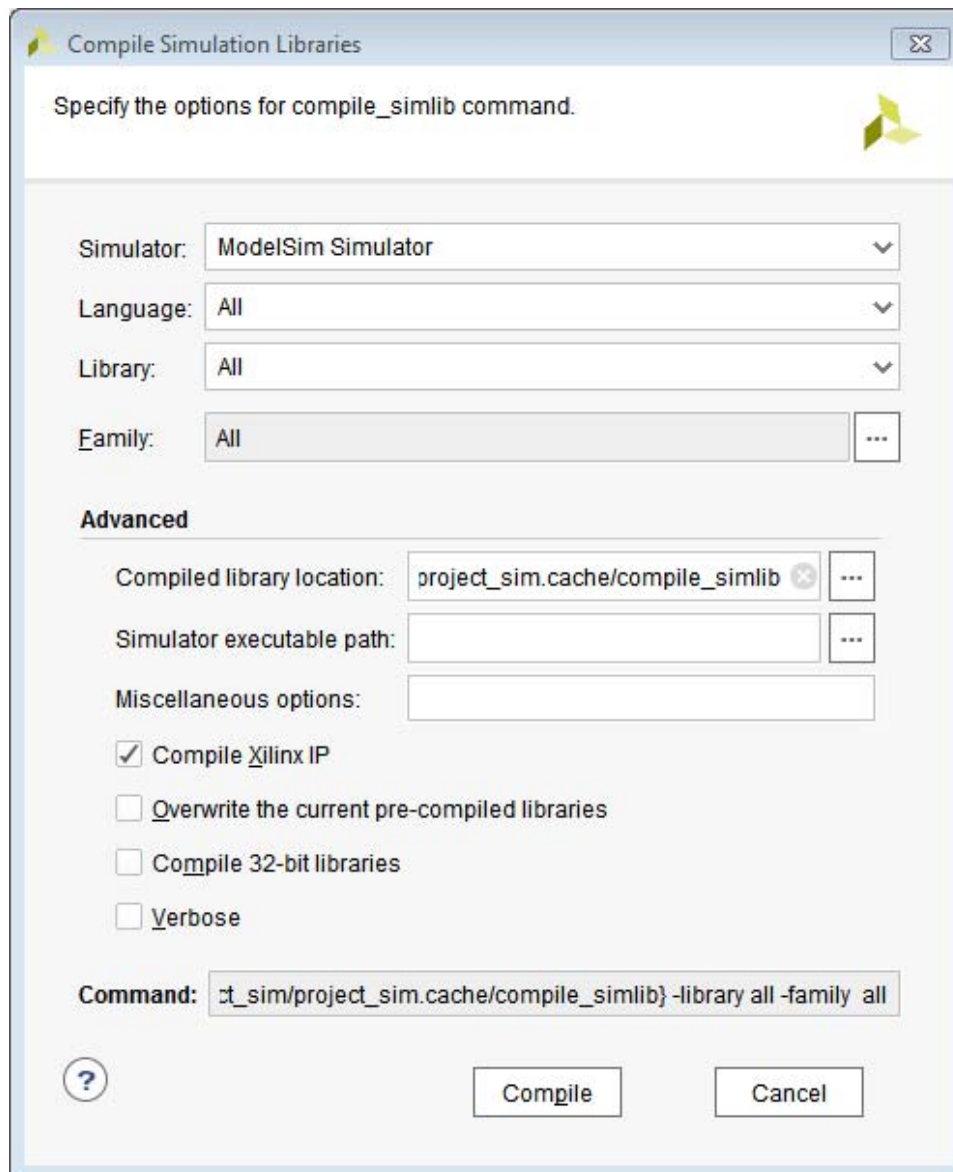 Compile Simulation Libraries
Specify the options for compile_simlib command.
Simulator: ModelSim Simulator
Language: All
Library: All
Family: All ...
Advanced
Compiled library location: project_sim.cache/compile_simlib ...
Simulator executable path: ...
Miscellaneous options:
Compile Xilinx IP
Overwrite the current pre-compiled libraries
Compile 32-bit libraries
Verbose
Command: ct_sim/project_sim.cache/compile_simlib} -library all -family  all
? Compile Cancel